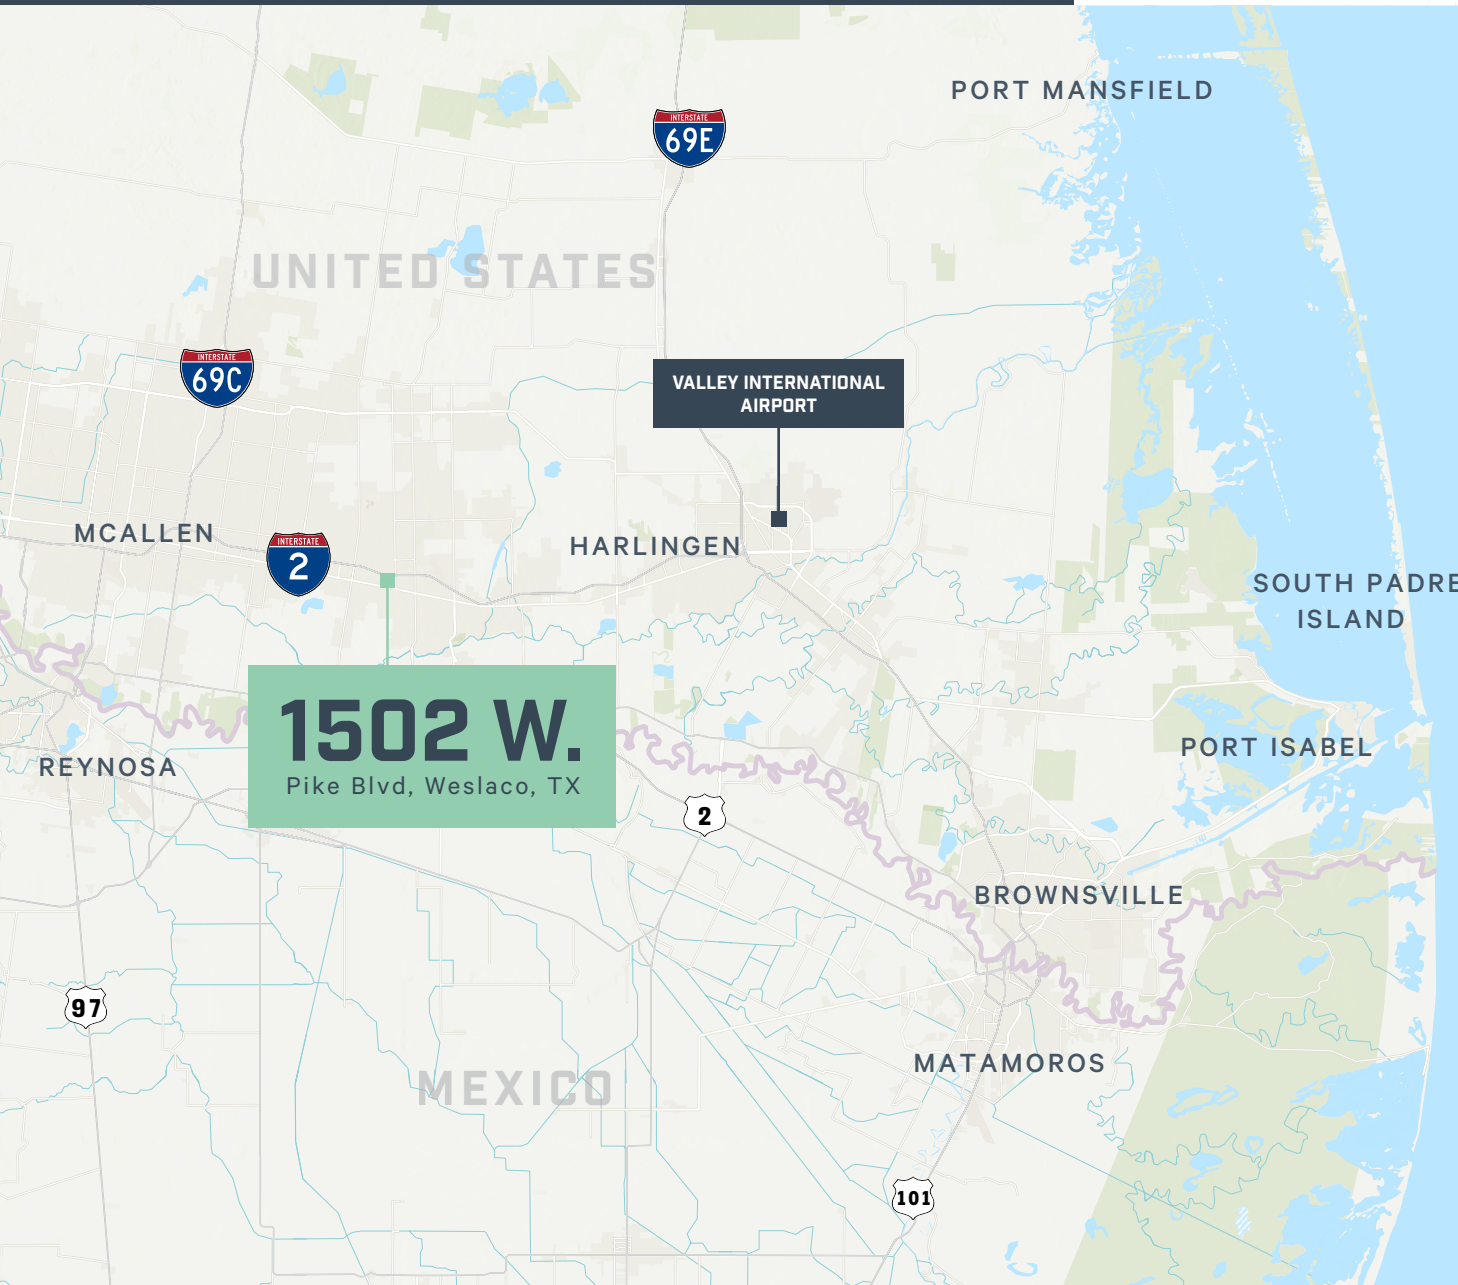 PORT MANSFIELD
INTERSTATE
69E
UNITED STATES
INTERSTATE
69C
VALLEY INTERNATIONAL
AIRPORT
MCALLEN
INTERSTATE
2
HARLINGEN
SOUTH PADRE
ISLAND
1502 W.
Pike Blvd, Weslaco, TX
REYNOSA
PORT ISABEL
2
BROWNSVILLE
97
MATAMOROS
MEXICO
101